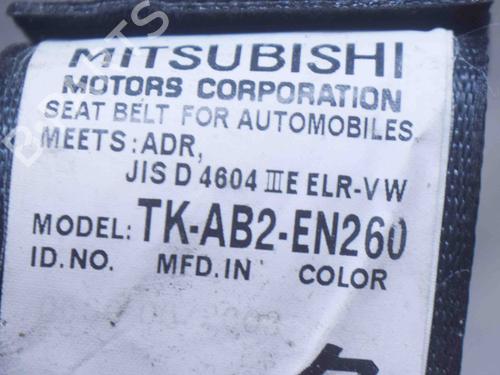 MITSUBISHI
MOTORS CORPORATION
SEAT BELT FOR AUTOMOBILES
MEETS: ADR,
JIS D 4604 ⅢE ELR-VW
MODEL: TK-AB2-EN260
ID.NO. MFD.IN COLOR